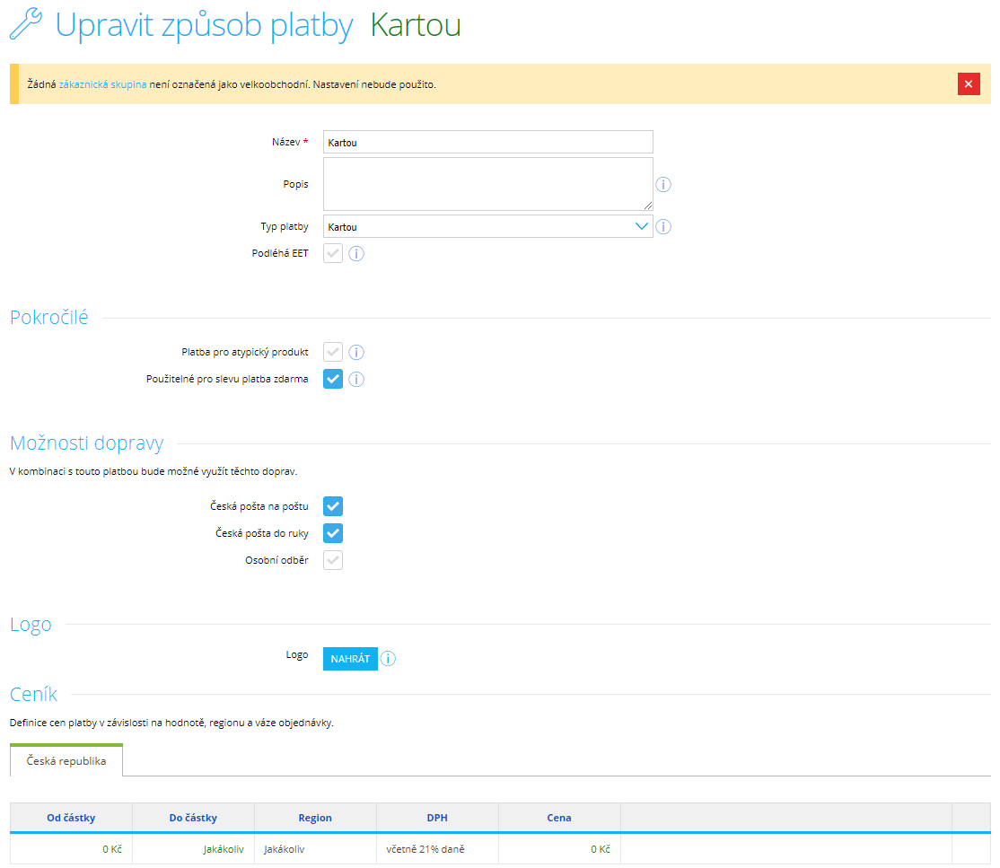 Upravit způsob platby Kartou
Žádná zákaznická skupina není označená jako velkoobchodní. Nastavení nebude použito.
Název * Kartou
Popis
Typ platby Kartou
Podléhá EET
Pokročilé
Platba pro atypický produkt
Použitelné pro slevu platba zdarma
Možnosti dopravy
V kombinaci s touto platbou bude možné využít těchto doprav.
Česká pošta na poštu
Česká pošta do ruky
Osobní odběr
Logo
Logo NAHRÁT
Ceník
Definice cen platby v závislosti na hodnotě, regionu a váze objednávky.
Česká republika
Od částky Do částky Region DPH Cena
0 Kč Jakákoliv Jakákoliv včetně 21% daně 0 Kč